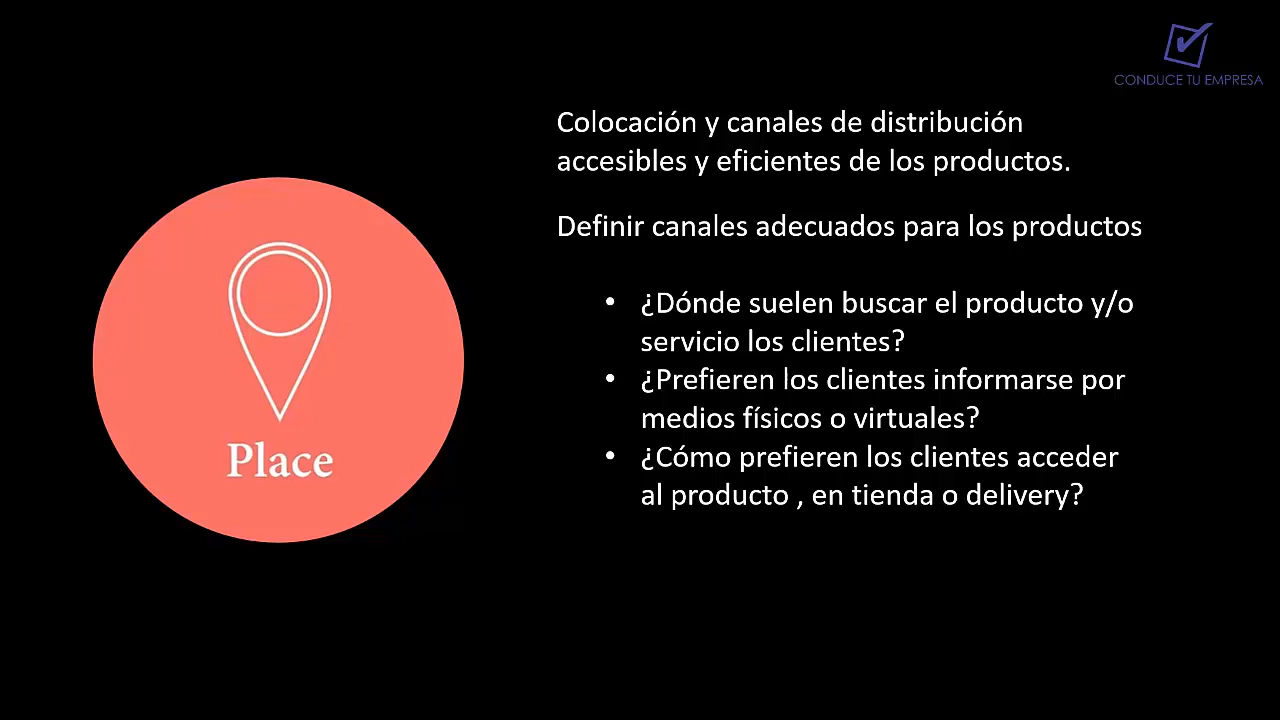 CONDUCE TU EMPRESA
Colocación y canales de distribución
accesibles y eficientes de los productos.
Definir canales adecuados para los productos
• ¿Dónde suelen buscar el producto y/o
servicio los clientes?
• ¿Prefieren los clientes informarse por
medios físicos o virtuales?
• ¿Cómo prefieren los clientes acceder
al producto , en tienda o delivery?
Place